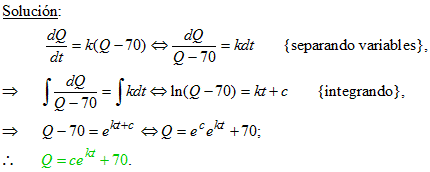 Solución:
dQ/dt = k(Q − 70) ⇔ dQ/(Q − 70) = kdt {separando variables},
⇒ ∫ dQ/(Q − 70) = ∫ kdt ⇔ ln(Q − 70) = kt + c {integrando},
⇒ Q − 70 = e^(kt+c) ⇔ Q = e^c e^(kt) + 70;
∴ Q = ce^(kt) + 70.